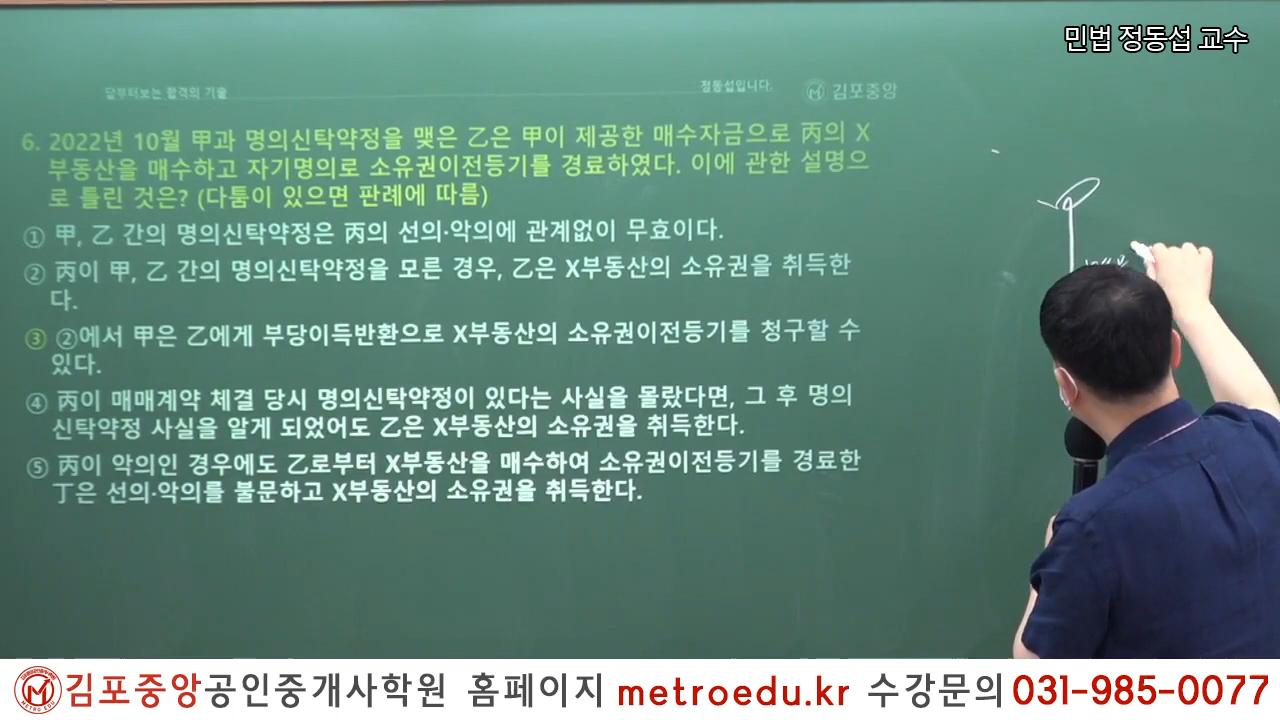 민법 정동섭 교수
달부터보는 합격의 기술
정동섭입니다.
김포중앙
6. 2022년 10월 甲과 명의신탁약정을 맺은 乙은 甲이 제공한 매수자금으로 丙의 X
부동산을 매수하고 자기명의로 소유권이전등기를 경료하였다. 이에 관한 설명으
로 틀린 것은? (다툼이 있으면 판례에 따름)
① 甲, 乙 간의 명의신탁약정은 丙의 선의·악의에 관계없이 무효이다.
② 丙이 甲, 乙 간의 명의신탁약정을 모른 경우, 乙은 X부동산의 소유권을 취득한
다.
③ ②에서 甲은 乙에게 부당이득반환으로 X부동산의 소유권이전등기를 청구할 수
있다.
④ 丙이 매매계약 체결 당시 명의신탁약정이 있다는 사실을 몰랐다면, 그 후 명의
신탁약정 사실을 알게 되었어도 乙은 X부동산의 소유권을 취득한다.
⑤ 丙이 악의인 경우에도 乙로부터 X부동산을 매수하여 소유권이전등기를 경료한
丁은 선의·악의를 불문하고 X부동산의 소유권을 취득한다.
김포중앙공인중개사학원 홈페이지 metroedu.kr 수강문의 031-985-0077